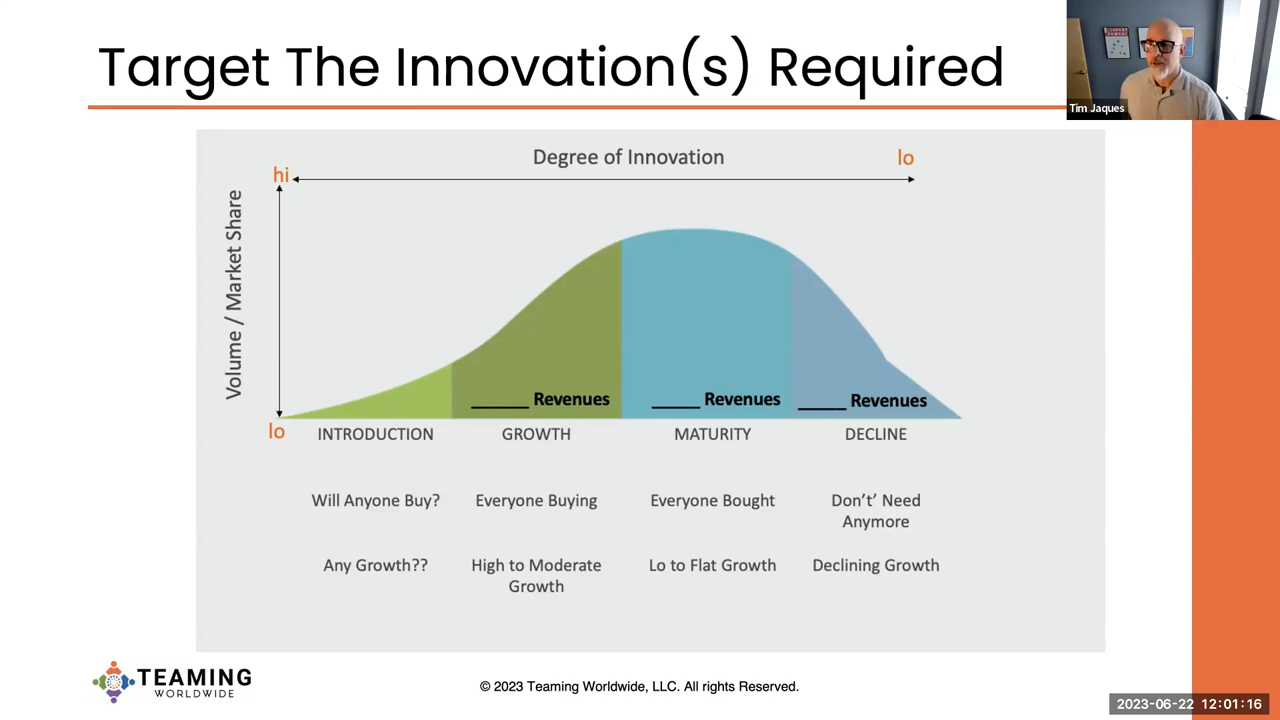 Target The Innovation(s) Required
Tim Jaques
Degree of Innovation
hi
lo
Volume / Market Share
______ Revenues
_____ Revenues
_____ Revenues
lo
INTRODUCTION
GROWTH
MATURITY
DECLINE
Will Anyone Buy?
Everyone Buying
Everyone Bought
Don’t’ Need
Anymore
Any Growth??
High to Moderate
Growth
Lo to Flat Growth
Declining Growth
TEAMING
WORLDWIDE
© 2023 Teaming Worldwide, LLC. All rights Reserved.
2023-06-22 12:01:16